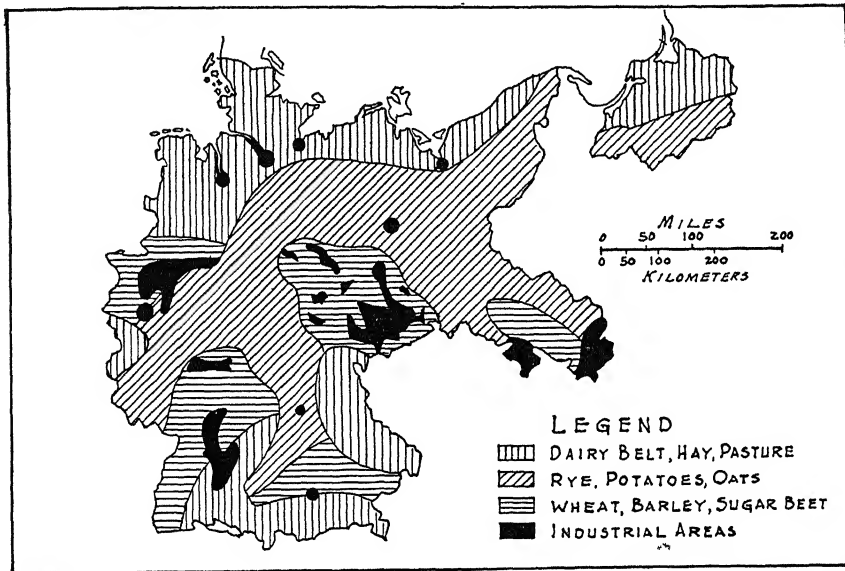 MILES
0 50 100 200
0 50 100 200
KILOMETERS
LEGEND
DAIRY BELT, HAY, PASTURE
RYE, POTATOES, OATS
WHEAT, BARLEY, SUGAR BEET
INDUSTRIAL AREAS